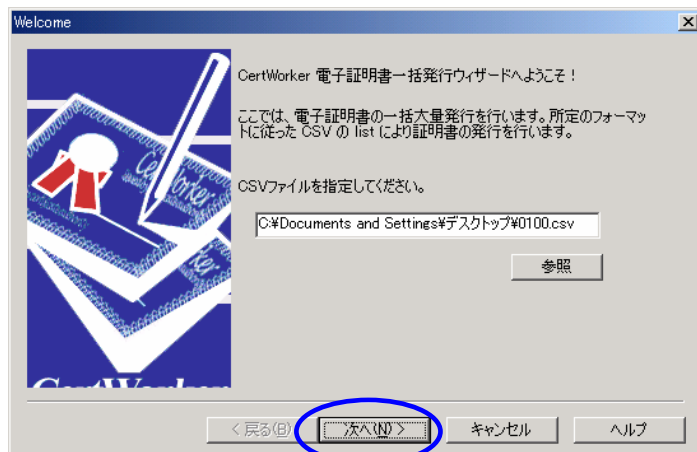 Welcome
CertWorker 電子証明書一括発行ウィザードへようこそ！
ここでは、電子証明書の一括大量発行を行います。所定のフォーマッ
トに従った CSV の list により証明書の発行を行います。
CSVファイルを指定してください。
C:¥Documents and Settings¥デスクトップ¥0100.csv
参照
CertWorker
CertWorker
< 戻る(B)
次へ(N) >
キャンセル
ヘルプ